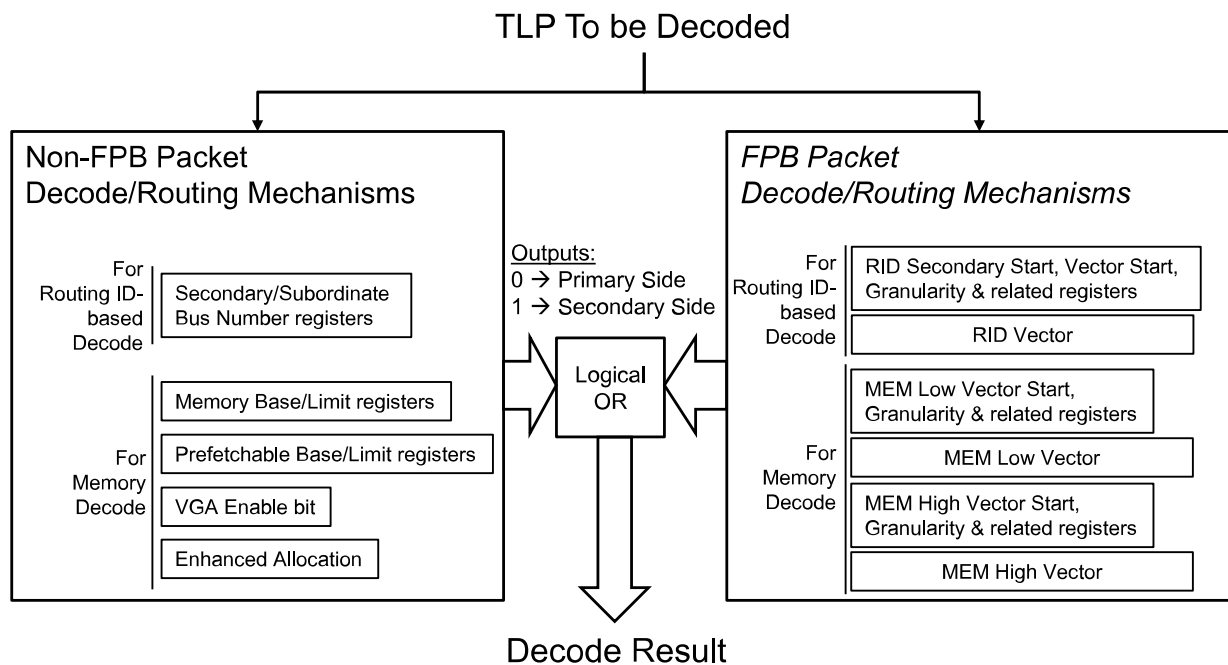 TLP To be Decoded
Non-FPB Packet
Decode/Routing Mechanisms
For
Routing ID-
based
Decode
Secondary/Subordinate
Bus Number registers
For
Memory
Decode
Memory Base/Limit registers
Prefetchable Base/Limit registers
VGA Enable bit
Enhanced Allocation
Outputs:
0 → Primary Side
1 → Secondary Side
Logical
OR
FPB Packet
Decode/Routing Mechanisms
For
Routing ID-
based
Decode
RID Secondary Start, Vector Start,
Granularity & related registers
RID Vector
For
Memory
Decode
MEM Low Vector Start,
Granularity & related registers
MEM Low Vector
MEM High Vector Start,
Granularity & related registers
MEM High Vector
Decode Result